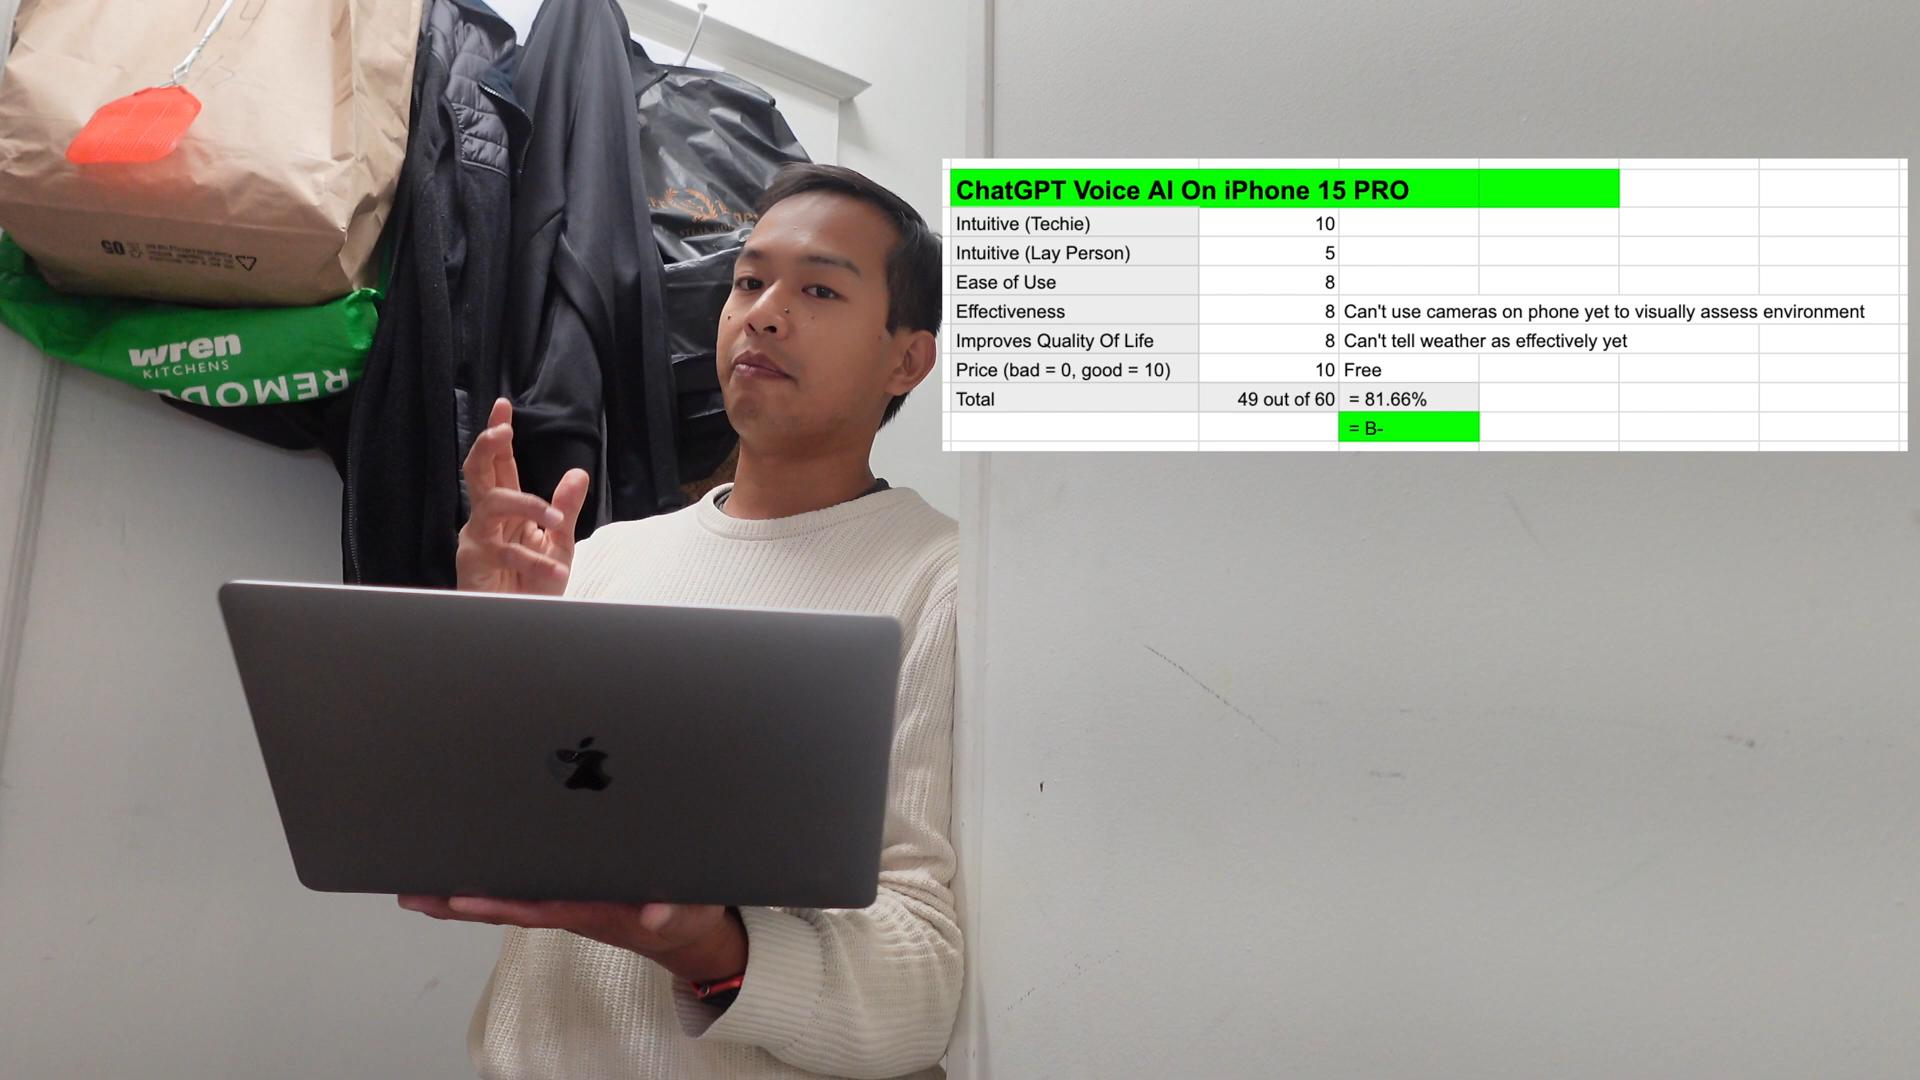 wren
KITCHENS
REMOD
50
ChatGPT Voice AI On iPhone 15 PRO
Intuitive (Techie) 10
Intuitive (Lay Person) 5
Ease of Use 8
Effectiveness 8 Can't use cameras on phone yet to visually assess environment
Improves Quality Of Life 8 Can't tell weather as effectively yet
Price (bad = 0, good = 10) 10 Free
Total 49 out of 60 = 81.66%
= B-